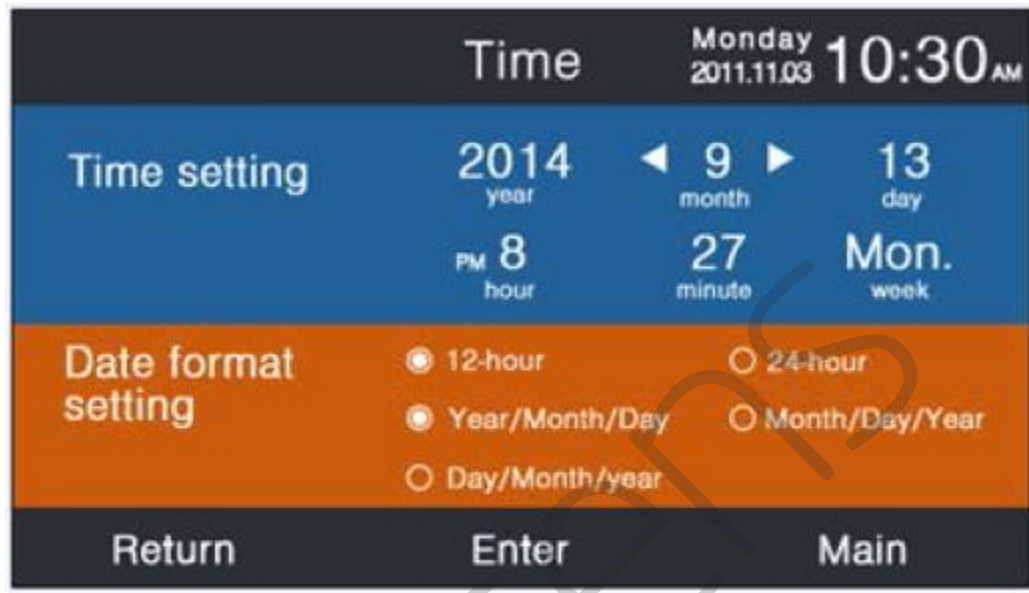 Time
Monday
2011.11.03
10:30 AM
Time setting
2014 9 13
year month day
PM 8 27 Mon.
hour minute week
Date format
setting
12-hour 24-hour
Year/Month/Day Month/Day/Year
Day/Month/year
Return Enter Main